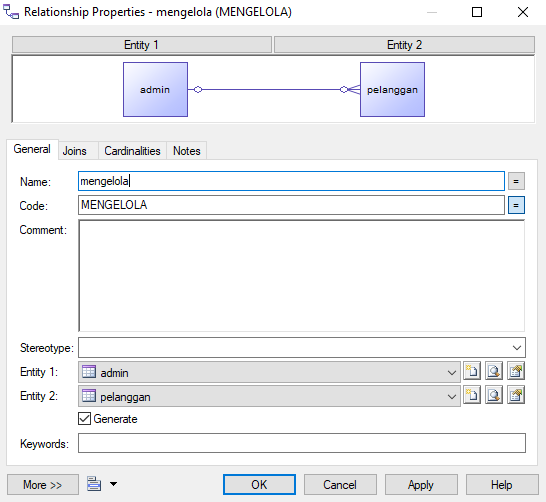 Relationship Properties - mengelola (MENGELOLA)
Entity 1 Entity 2
admin pelanggan
General Joins Cardinalities Notes
Name: mengelola =
Code: MENGELOLA =
Comment:
Stereotype:
Entity 1: admin
Entity 2: pelanggan
Generate
Keywords:
More >> OK Cancel Apply Help